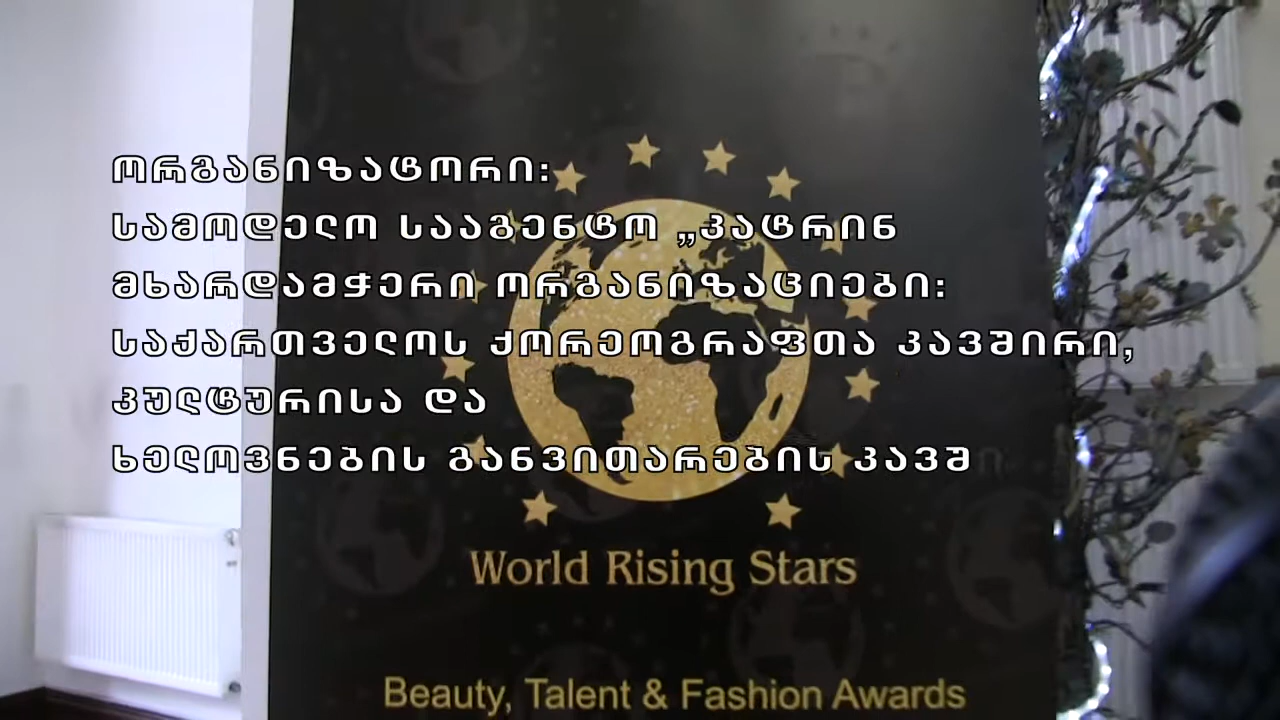 ორგანიზატორი:
სამოდელო სააგენტო „კატრინ
მხარდამჭერი ორგანიზაციები:
საქართველოს ქორეოგრაფთა კავშირი,
კულტურისა და
ხელოვნების განვითარების კავშ
World Rising Stars
Beauty, Talent & Fashion Awards